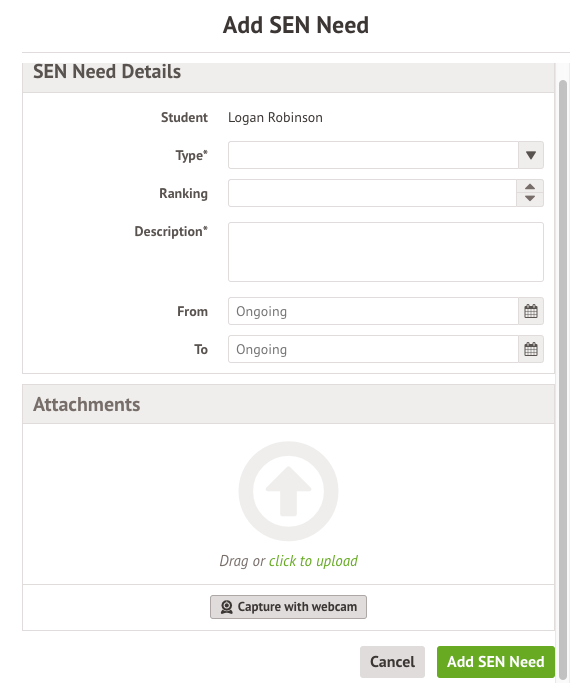 Add SEN Need
SEN Need Details
Student Logan Robinson
Type*
Ranking
Description*
From Ongoing
To Ongoing
Attachments
Drag or click to upload
Capture with webcam
Cancel Add SEN Need